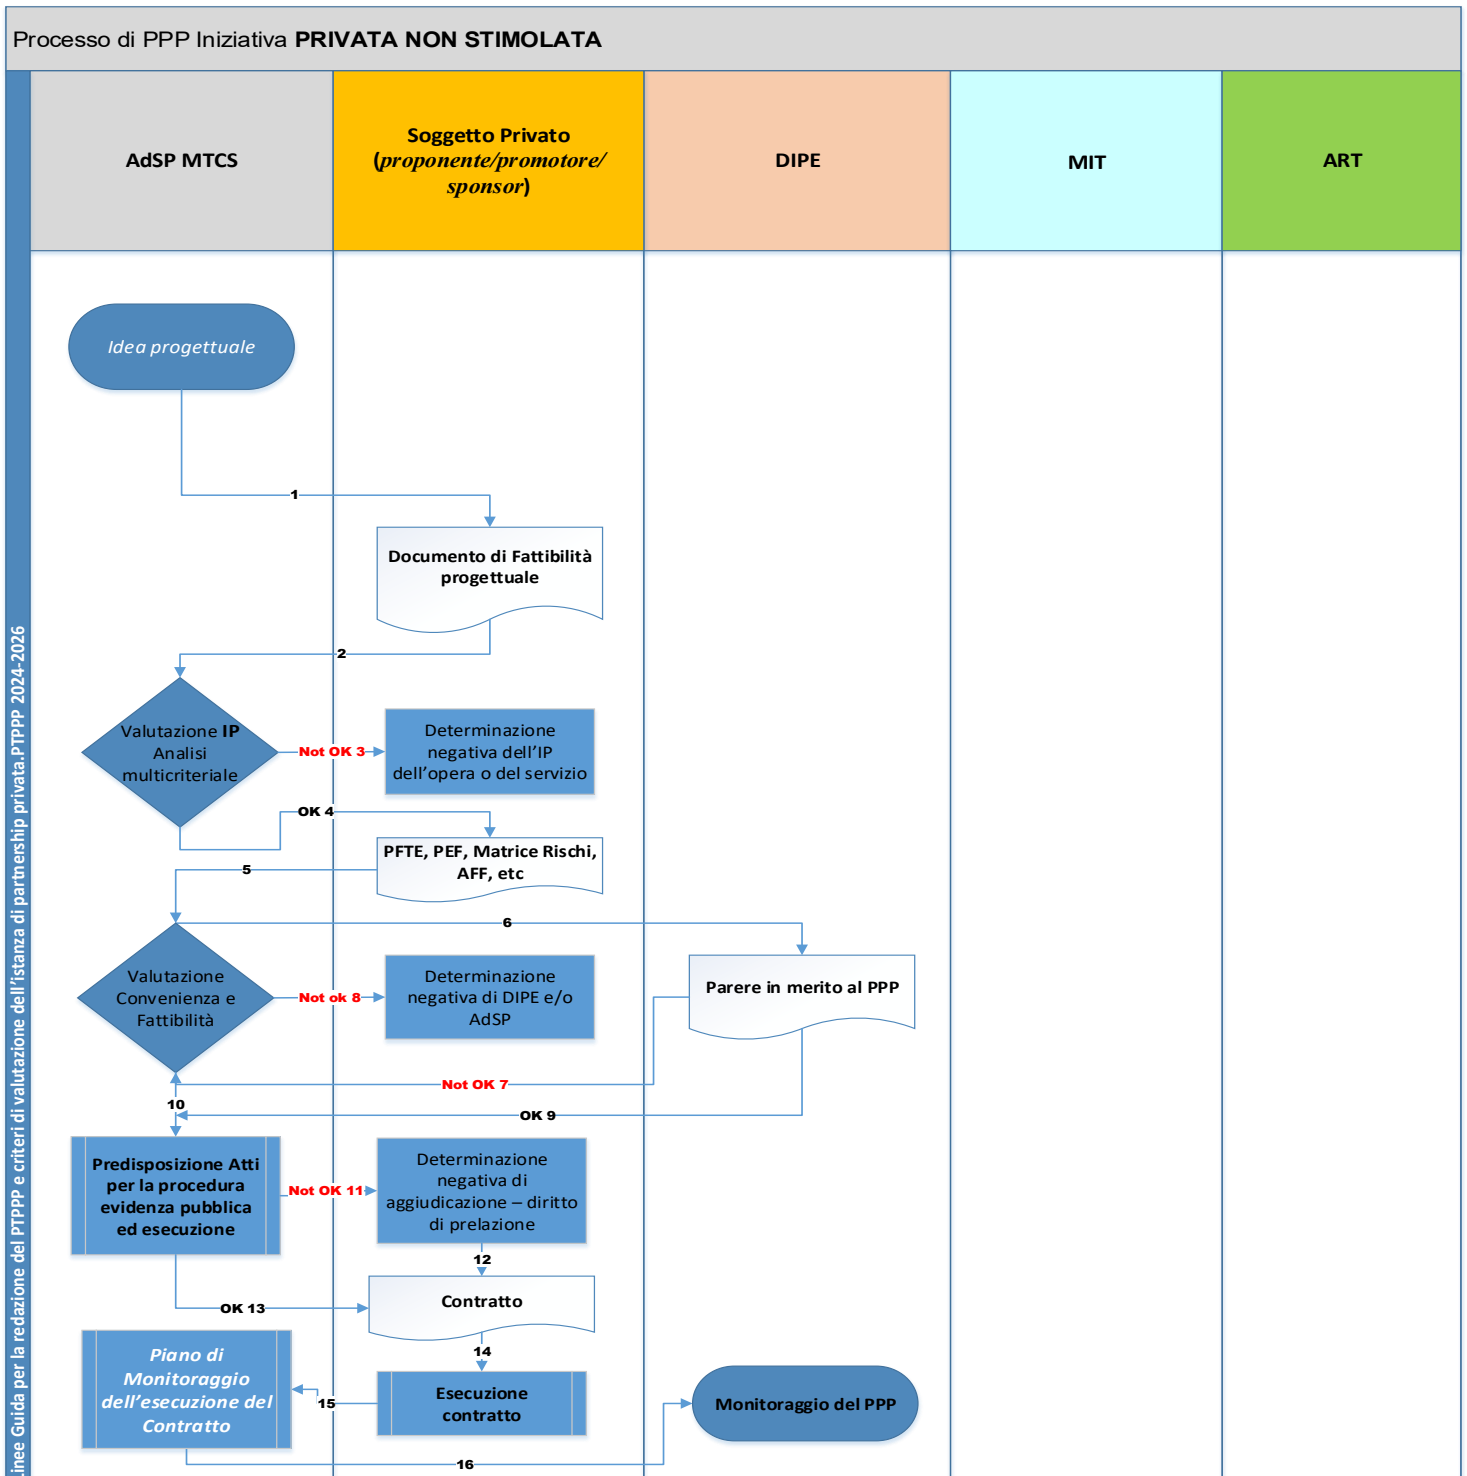 Processo di PPP Iniziativa PRIVATA NON STIMOLATA
AdSP MTCS
Soggetto Privato
(proponente/promotore/
sponsor)
DIPE
MIT
ART
Linee Guida per la redazione del PTPPP e criteri di valutazione dell'istanza di partnership privata.PTPPP 2024-2026
Idea progettuale
1
Documento di Fattibilità
progettuale
2
Valutazione IP
Analisi
multicriteriale
Not OK 3
Determinazione
negativa dell'IP
dell'opera o del servizio
OK 4
PFTE, PEF, Matrice Rischi,
AFF, etc
5
6
Valutazione
Convenienza e
Fattibilità
Not ok 8
Determinazione
negativa di DIPE e/o
AdSP
Parere in merito al PPP
Not OK 7
10
OK 9
Predisposizione Atti
per la procedura
evidenza pubblica
ed esecuzione
Not OK 11
Determinazione
negativa di
aggiudicazione – diritto
di prelazione
12
Contratto
OK 13
14
Piano di
Monitoraggio
dell'esecuzione del
Contratto
15
Esecuzione
contratto
Monitoraggio del PPP
16